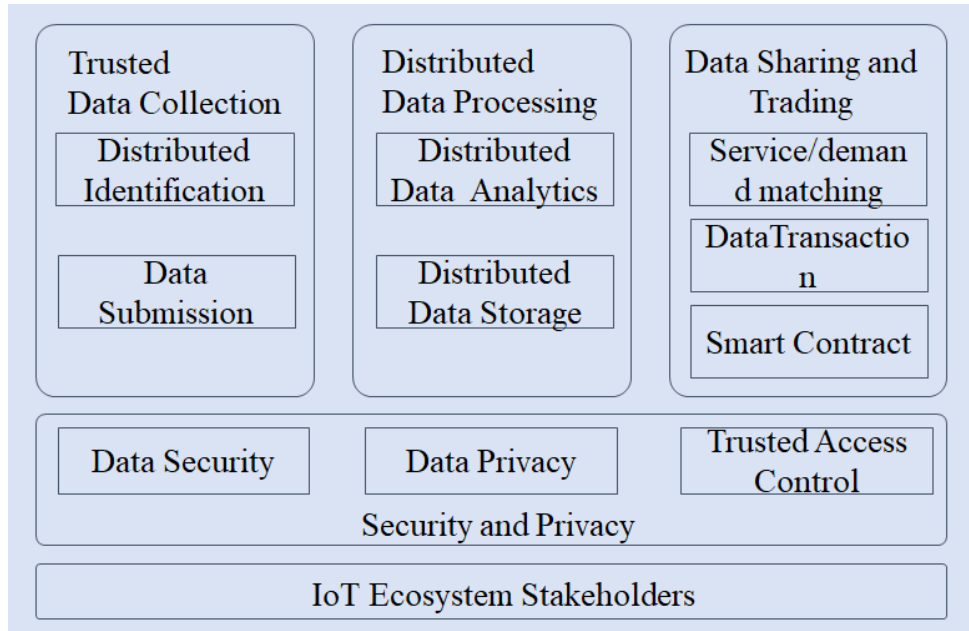 Trusted
Data Collection
Distributed
Identification
Data
Submission
Distributed
Data Processing
Distributed
Data Analytics
Distributed
Data Storage
Data Sharing and
Trading
Service/deman
d matching
DataTransactio
n
Smart Contract
Data Security
Data Privacy
Trusted Access
Control
Security and Privacy
IoT Ecosystem Stakeholders